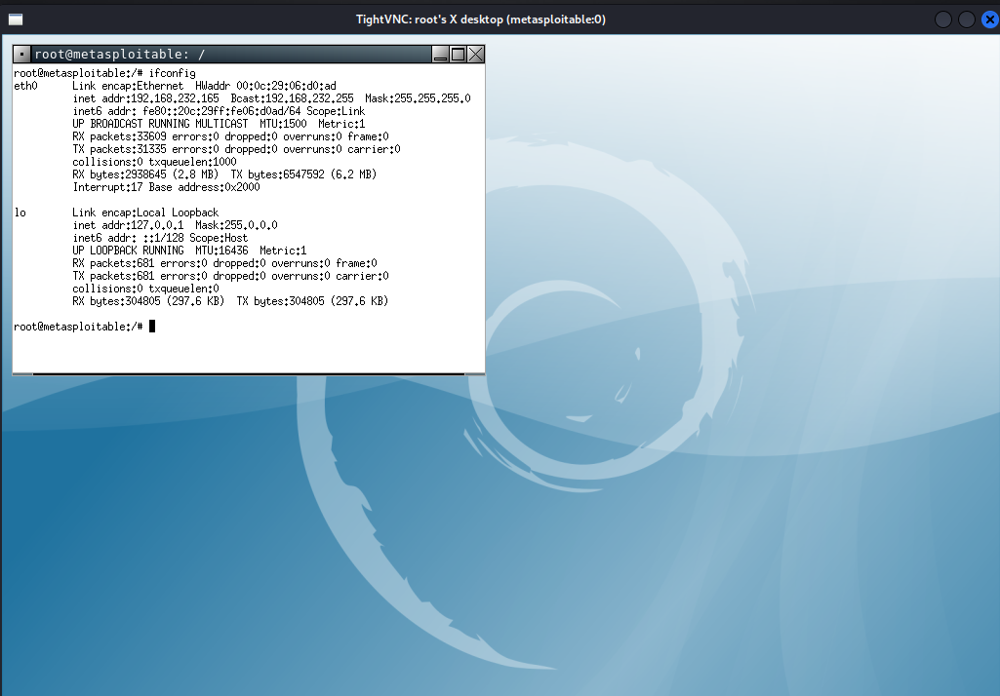 TightVNC: root's X desktop (metasploitable:0)
root@metasploitable: /
root@metasploitable:/# ifconfig
eth0      Link encap:Ethernet  HWaddr 00:0c:29:06:d0:ad
          inet addr:192.168.232.165  Bcast:192.168.232.255  Mask:255.255.255.0
          inet6 addr: fe80::20c:29ff:fe06:d0ad/64 Scope:Link
          UP BROADCAST RUNNING MULTICAST  MTU:1500  Metric:1
          RX packets:33609 errors:0 dropped:0 overruns:0 frame:0
          TX packets:31335 errors:0 dropped:0 overruns:0 carrier:0
          collisions:0 txqueuelen:1000
          RX bytes:2938645 (2.8 MB)  TX bytes:6547592 (6.2 MB)
          Interrupt:17 Base address:0x2000
lo        Link encap:Local Loopback
          inet addr:127.0.0.1  Mask:255.0.0.0
          inet6 addr: ::1/128 Scope:Host
          UP LOOPBACK RUNNING  MTU:16436  Metric:1
          RX packets:681 errors:0 dropped:0 overruns:0 frame:0
          TX packets:681 errors:0 dropped:0 overruns:0 carrier:0
          collisions:0 txqueuelen:0
          RX bytes:304805 (297.6 KB)  TX bytes:304805 (297.6 KB)
root@metasploitable:/#